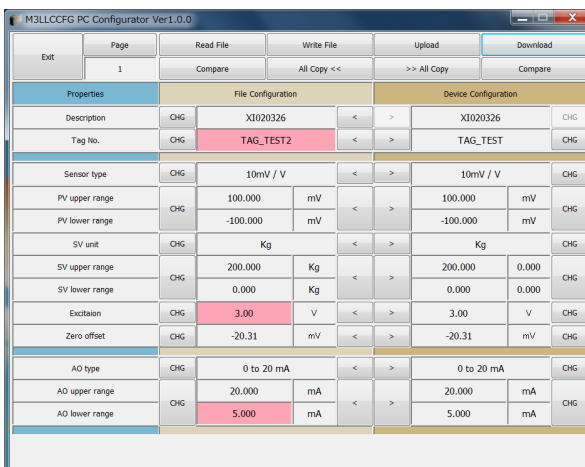 M3LLCCFG PC Configurator Ver1.0.0
Exit Page Read File Write File Upload Download
1 Compare All Copy << >> All Copy Compare
Properties File Configuration Device Configuration
Description CHG XI020326 < > XI020326 CHG
Tag No. CHG TAG_TEST2 < > TAG_TEST CHG
Sensor type CHG 10mV / V < > 10mV / V CHG
PV upper range CHG 100.000 mV < > 100.000 mV CHG
PV lower range -100.000 mV -100.000 mV
SV unit CHG Kg < > Kg CHG
SV upper range CHG 200.000 Kg < > 200.000 0.000 CHG
SV lower range 0.000 Kg 0.000 0.000
Excitaion CHG 3.00 V < > 3.00 V CHG
Zero offset CHG -20.31 mV < > -20.31 mV CHG
AO type CHG 0 to 20 mA < > 0 to 20 mA CHG
AO upper range CHG 20.000 mA < > 20.000 mA CHG
AO lower range 5.000 mA 5.000 mA